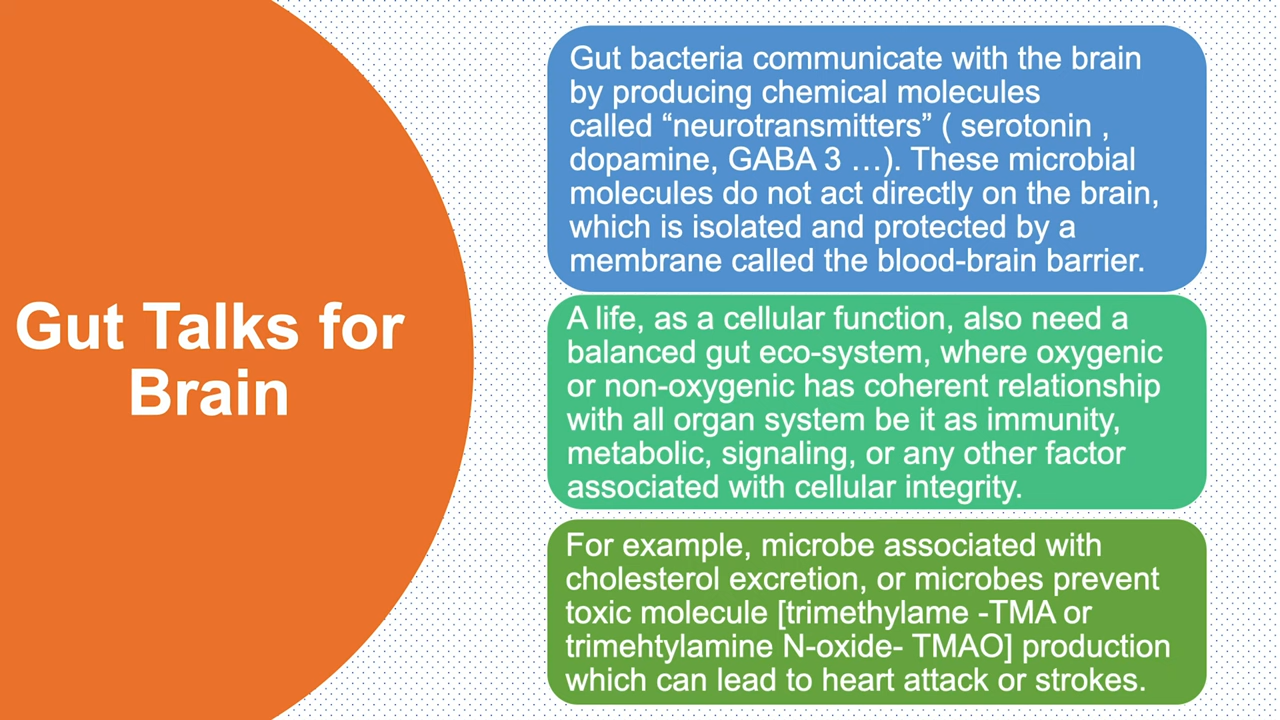 Gut Talks for
Brain
Gut bacteria communicate with the brain
by producing chemical molecules
called “neurotransmitters” ( serotonin ,
dopamine, GABA 3 …). These microbial
molecules do not act directly on the brain,
which is isolated and protected by a
membrane called the blood-brain barrier.
A life, as a cellular function, also need a
balanced gut eco-system, where oxygenic
or non-oxygenic has coherent relationship
with all organ system be it as immunity,
metabolic, signaling, or any other factor
associated with cellular integrity.
For example, microbe associated with
cholesterol excretion, or microbes prevent
toxic molecule [trimethylame -TMA or
trimehtylamine N-oxide- TMAO] production
which can lead to heart attack or strokes.